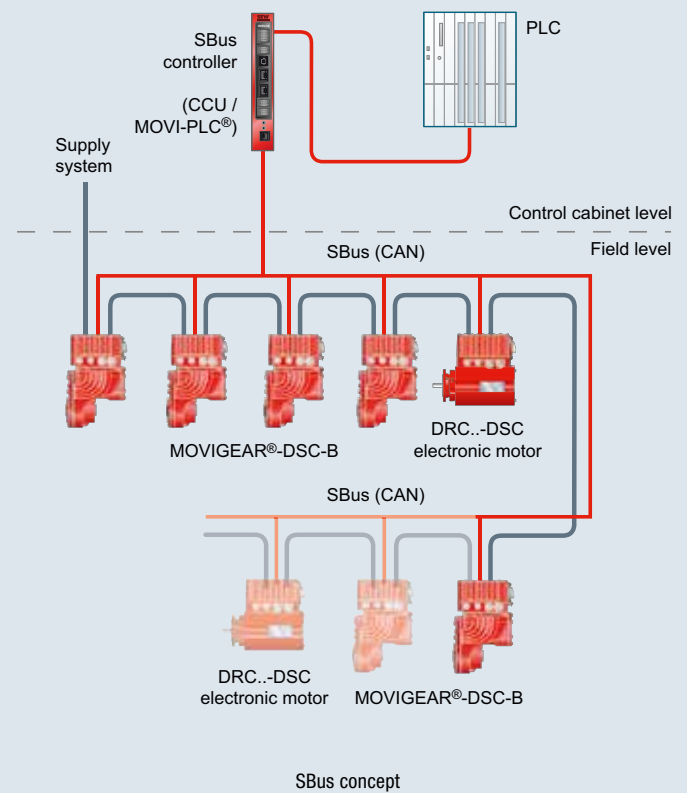 SBus
controller
(CCU /
MOVI-PLC®)
PLC
Supply
system
Control cabinet level
Field level
SBus (CAN)
MOVIGEAR®-DSC-B
DRC..-DSC
electronic motor
SBus (CAN)
DRC..-DSC
electronic motor
MOVIGEAR®-DSC-B
SBus concept